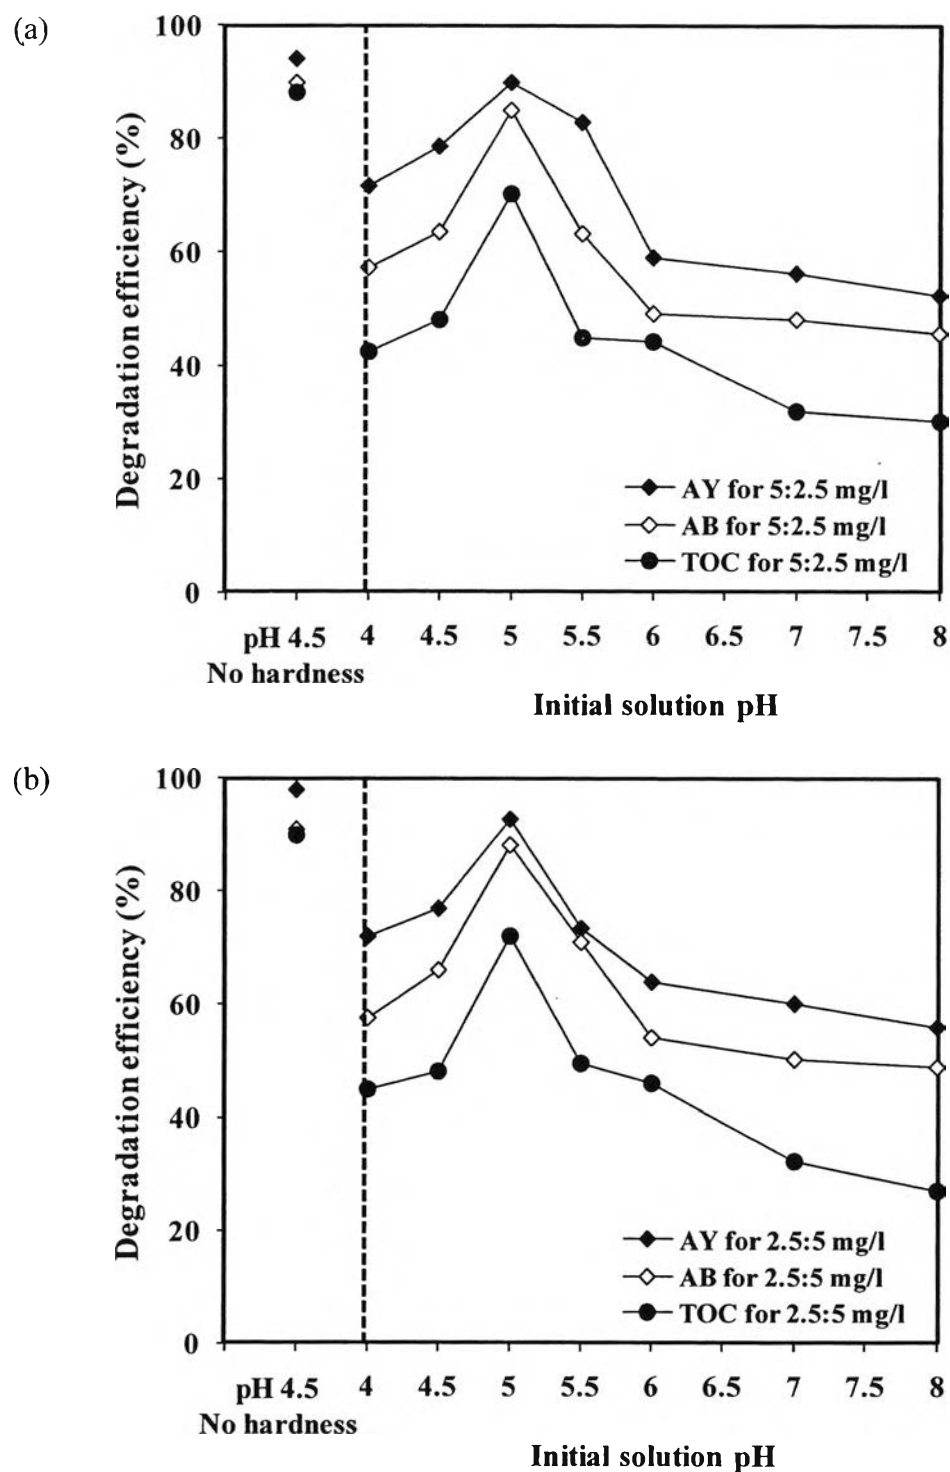 (a)
100
80
60
40
20
0
Degradation efficiency (%)
AY for 5:2.5 mg/l
AB for 5:2.5 mg/l
TOC for 5:2.5 mg/l
pH 4.5 4 4.5 5 5.5 6 6.5 7 7.5 8
No hardness
Initial solution pH
(b)
100
80
60
40
20
0
Degradation efficiency (%)
AY for 2.5:5 mg/l
AB for 2.5:5 mg/l
TOC for 2.5:5 mg/l
pH 4.5 4 4.5 5 5.5 6 6.5 7 7.5 8
No hardness
Initial solution pH